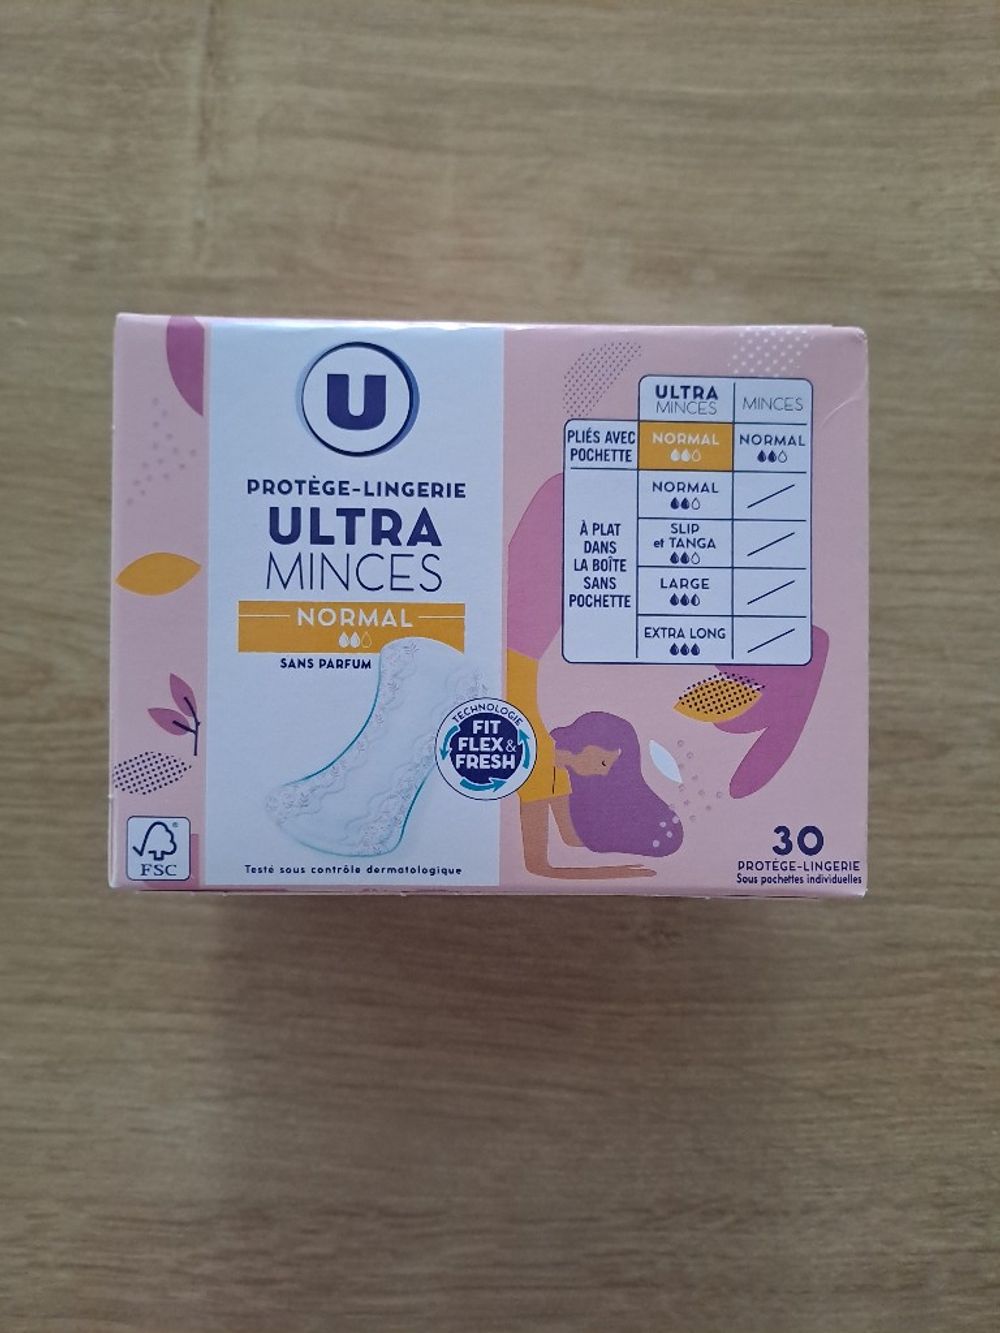 U
PROTÈGE-LINGERIE
ULTRA
MINCES
NORMAL
SANS PARFUM
TECHNOLOGIE
FIT
FLEX &
FRESH
Testé sous contrôle dermatologique
FSC
ULTRA
MINCES
MINCES
PLIÉS AVEC
POCHETTE
NORMAL
NORMAL
À PLAT
DANS
LA BOÎTE
SANS
POCHETTE
NORMAL
SLIP
et TANGA
LARGE
EXTRA LONG
30
PROTÈGE-LINGERIE
Sous pochettes individuelles